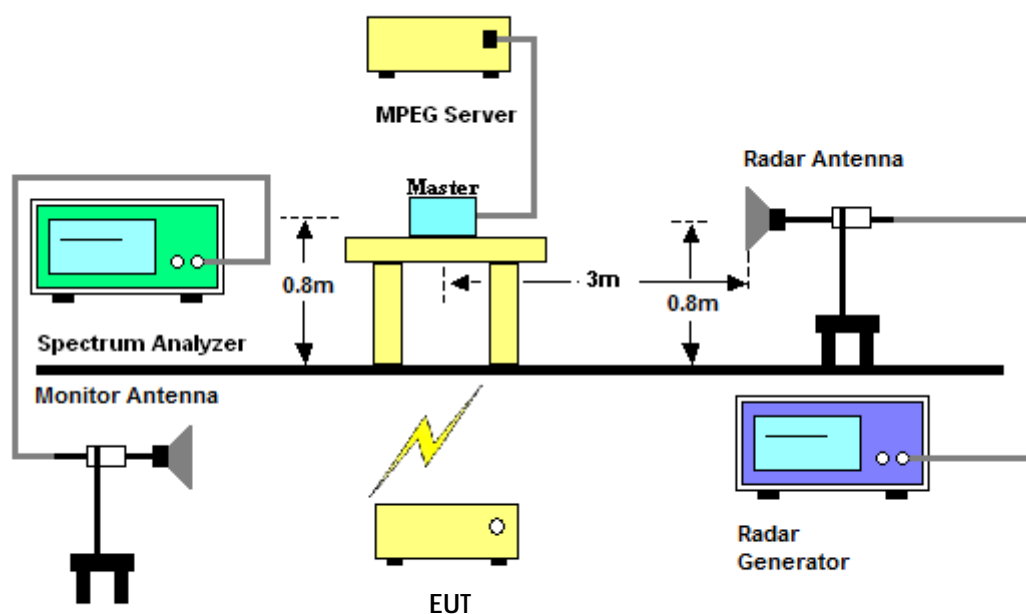 MPEG Server
Radar Antenna
Master
0.8m
3m
0.8m
Spectrum Analyzer
Monitor Antenna
Radar
Generator
EUT